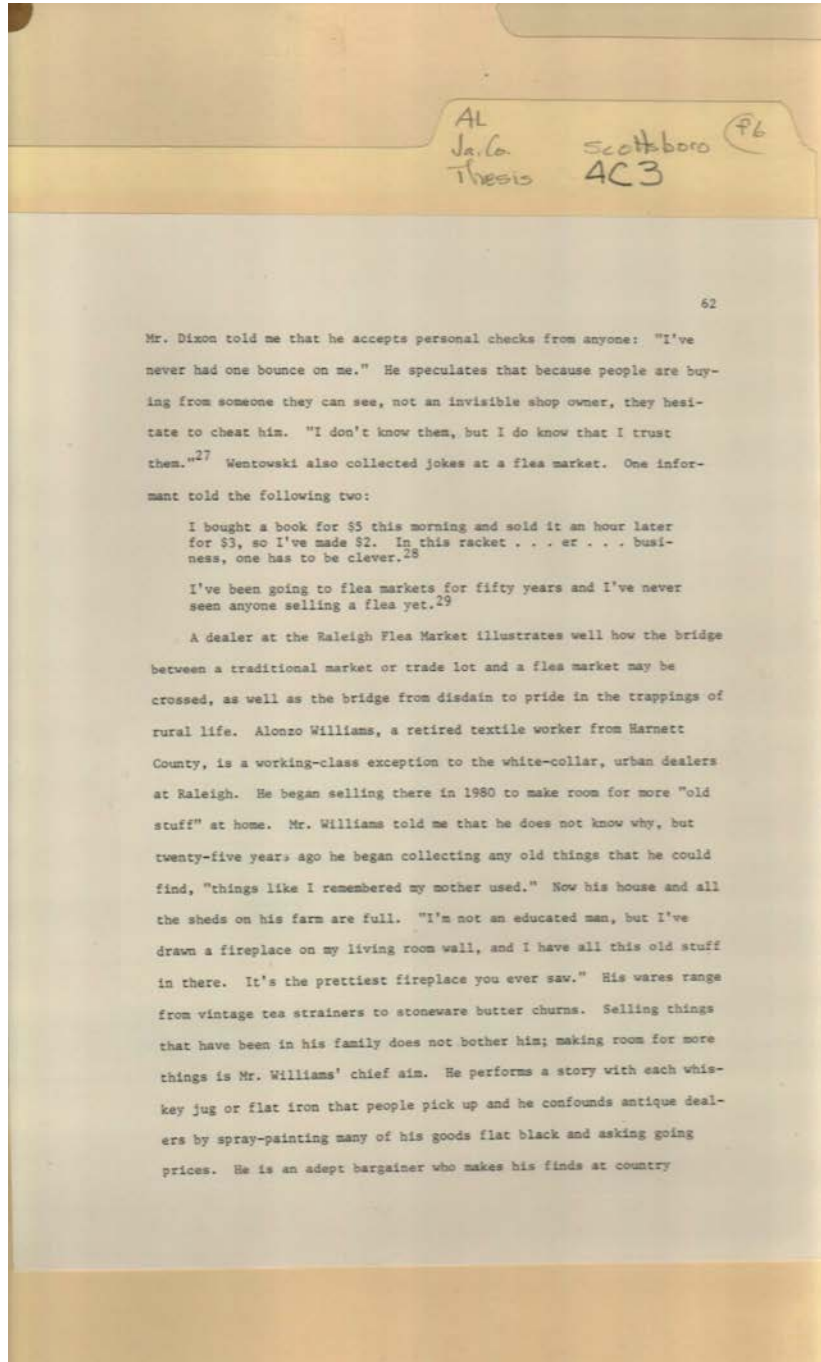 AL
Ja. Co. Scottsboro P6
Thesis 4C3
62
Mr. Dixon told me that he accepts personal checks from anyone: "I've
never had one bounce on me." He speculates that because people are buy-
ing from someone they can see, not an invisible shop owner, they hesi-
tate to cheat him. "I don't know them, but I do know that I trust
them."27 Wentowski also collected jokes at a flea market. One infor-
mant told the following two:
I bought a book for $5 this morning and sold it an hour later
for $3, so I've made $2. In this racket . . . er . . . busi-
ness, one has to be clever.28
I've been going to flea markets for fifty years and I've never
seen anyone selling a flea yet.29
A dealer at the Raleigh Flea Market illustrates well how the bridge
between a traditional market or trade lot and a flea market may be
crossed, as well as the bridge from disdain to pride in the trappings of
rural life. Alonzo Williams, a retired textile worker from Harnett
County, is a working-class exception to the white-collar, urban dealers
at Raleigh. He began selling there in 1980 to make room for more "old
stuff" at home. Mr. Williams told me that he does not know why, but
twenty-five years ago he began collecting any old things that he could
find, "things like I remembered my mother used." Now his house and all
the sheds on his farm are full. "I'm not an educated man, but I've
drawn a fireplace on my living room wall, and I have all this old stuff
in there. It's the prettiest fireplace you ever saw." His wares range
from vintage tea strainers to stoneware butter churns. Selling things
that have been in his family does not bother him; making room for more
things is Mr. Williams' chief aim. He performs a story with each whis-
key jug or flat iron that people pick up and he confounds antique deal-
ers by spray-painting many of his goods flat black and asking going
prices. He is an adept bargainer who makes his finds at country